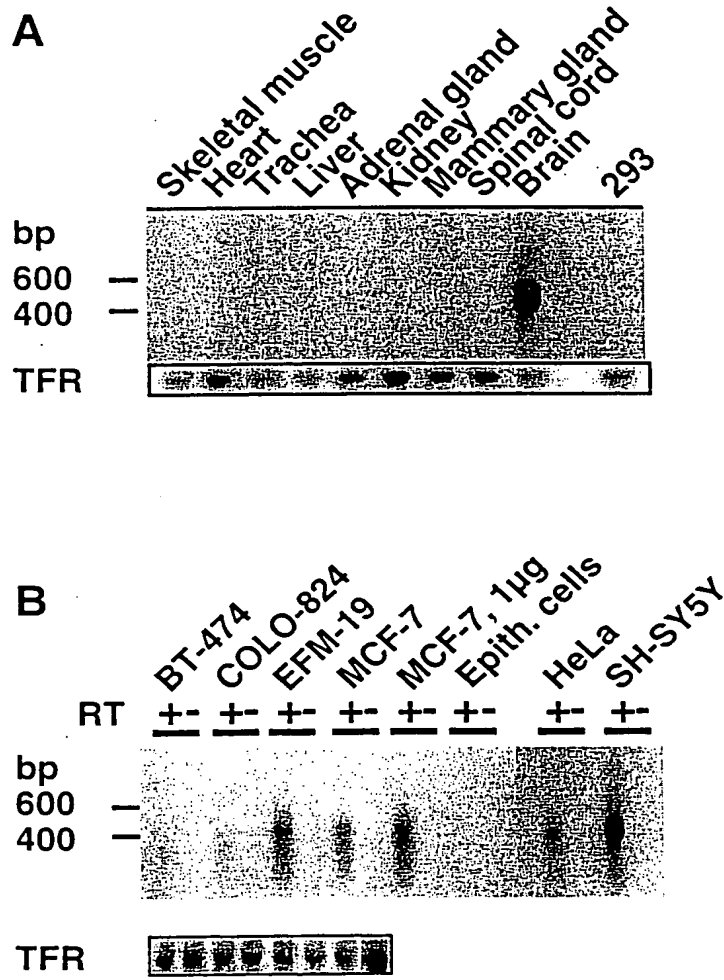 A
Skeletal muscle
Heart
Trachea
Liver
Adrenal gland
Kidney
Mammary gland
Spinal cord
Brain
293
bp
600
400
TFR
B
BT-474
COLO-824
EFM-19
MCF-7
MCF-7, 1µg
Epith. cells
HeLa
SH-SY5Y
RT +- +- +- +- +- +- +- +-
bp
600
400
TFR